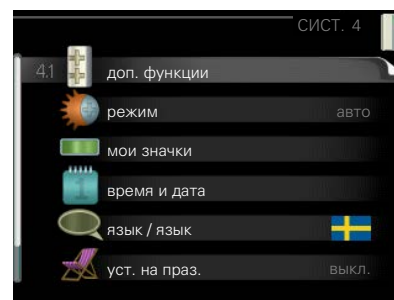 СИСТ. 4
4.1 доп. функции
режим авто
мои значки
время и дата
язык / язык
уст. на праз. выкл.